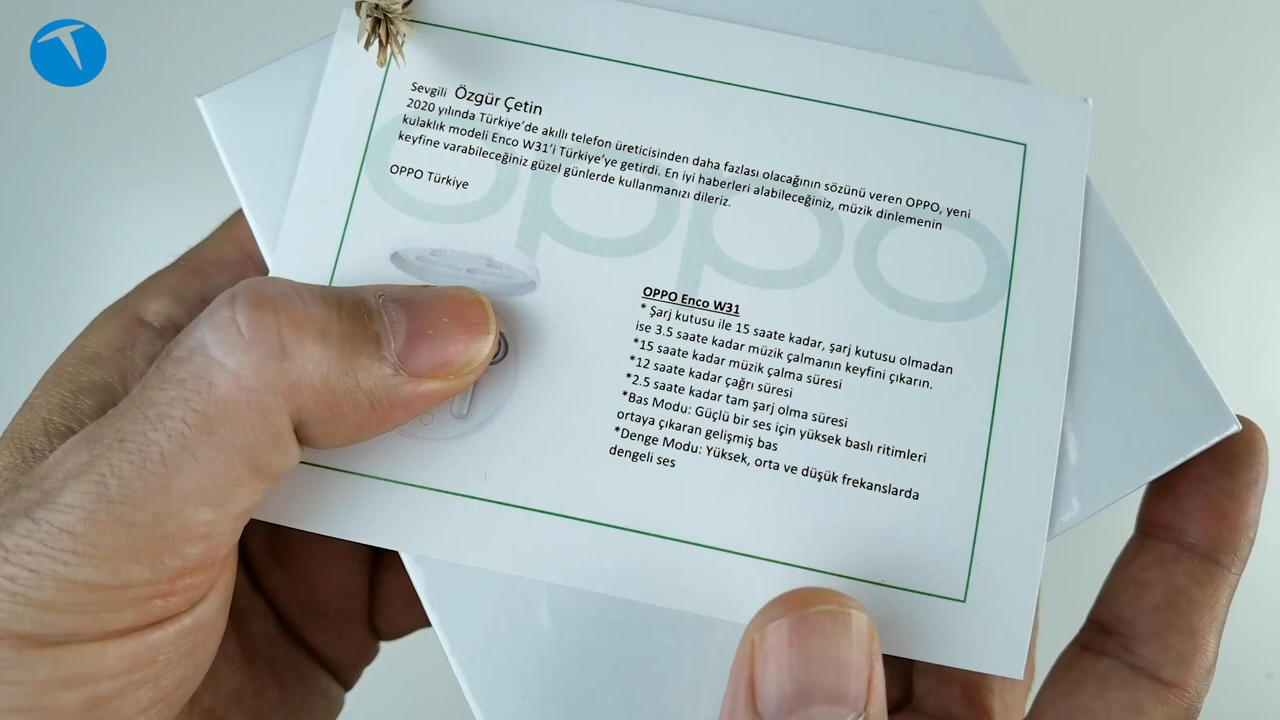 Sevgili Özgür Çetin
2020 yılında Türkiye'de akıllı telefon üreticisinden daha fazlası olacağının sözünü veren OPPO, yeni
kulaklık modeli Enco W31'i Türkiye'ye getirdi. En iyi haberleri alabileceğiniz, müzik dinlemenin
keyfine varabileceğiniz güzel günlerde kullanmanızı dileriz.
OPPO Türkiye
oppo
OPPO Enco W31
* Şarj kutusu ile 15 saate kadar, şarj kutusu olmadan
ise 3.5 saate kadar müzik çalmanın keyfini çıkarın.
*15 saate kadar müzik çalma süresi
*12 saate kadar çağrı süresi
*2.5 saate kadar tam şarj olma süresi
*Bas Modu: Güçlü bir ses için yüksek baslı ritimleri
ortaya çıkaran gelişmiş bas
*Denge Modu: Yüksek, orta ve düşük frekanslarda
dengeli ses